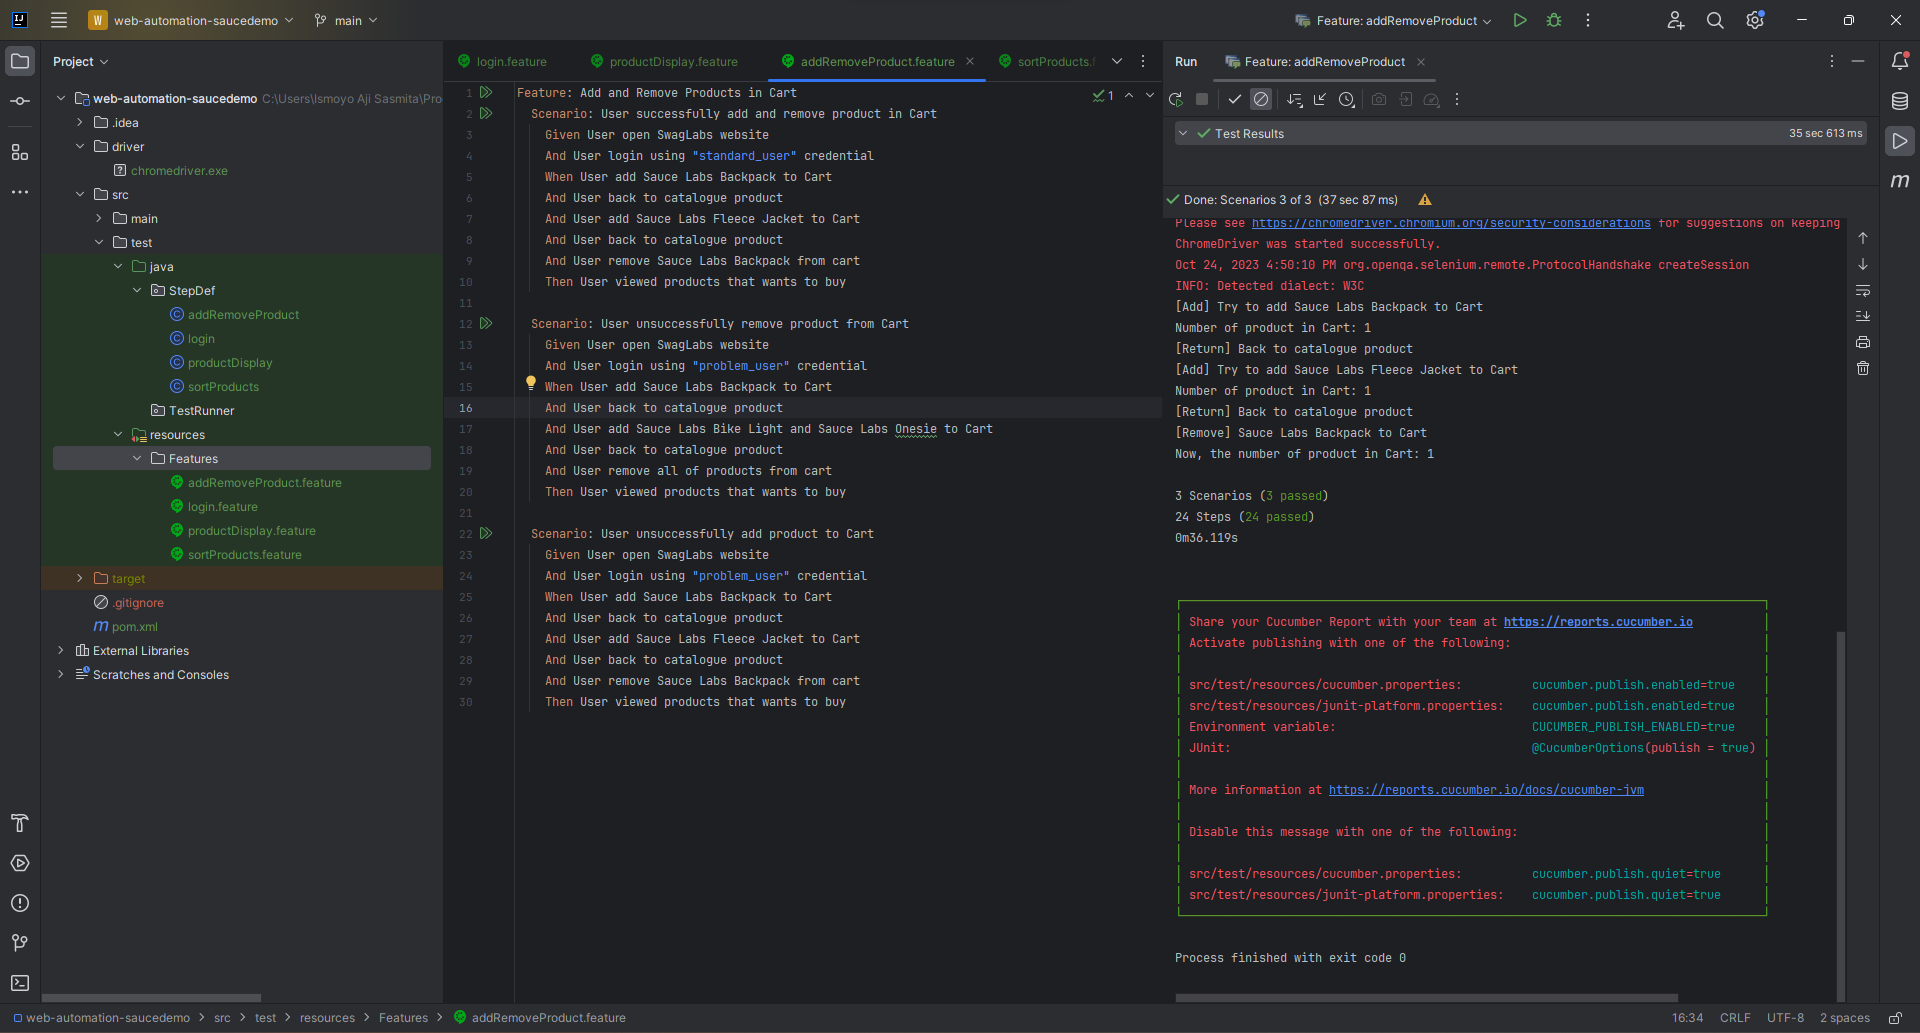 W web-automation-saucedemo main Feature: addRemoveProduct
Project
web-automation-saucedemo C:\Users\Ismoyo Aji Sasmita\Pro
.idea
driver
chromedriver.exe
src
main
test
java
StepDef
addRemoveProduct
login
productDisplay
sortProducts
TestRunner
resources
Features
addRemoveProduct.feature
login.feature
productDisplay.feature
sortProducts.feature
target
.gitignore
m pom.xml
External Libraries
Scratches and Consoles
login.feature productDisplay.feature addRemoveProduct.feature sortProducts.f
1
1 Feature: Add and Remove Products in Cart
2 Scenario: User successfully add and remove product in Cart
3 Given User open SwagLabs website
4 And User login using "standard_user" credential
5 When User add Sauce Labs Backpack to Cart
6 And User back to catalogue product
7 And User add Sauce Labs Fleece Jacket to Cart
8 And User back to catalogue product
9 And User remove Sauce Labs Backpack from cart
10 Then User viewed products that wants to buy
11
12 Scenario: User unsuccessfully remove product from Cart
13 Given User open SwagLabs website
14 And User login using "problem_user" credential
15 When User add Sauce Labs Backpack to Cart
16 And User back to catalogue product
17 And User add Sauce Labs Bike Light and Sauce Labs Onesie to Cart
18 And User back to catalogue product
19 And User remove all of products from cart
20 Then User viewed products that wants to buy
21
22 Scenario: User unsuccessfully add product to Cart
23 Given User open SwagLabs website
24 And User login using "problem_user" credential
25 When User add Sauce Labs Backpack to Cart
26 And User back to catalogue product
27 And User add Sauce Labs Fleece Jacket to Cart
28 And User back to catalogue product
29 And User remove Sauce Labs Backpack from cart
30 Then User viewed products that wants to buy
Run Feature: addRemoveProduct
Test Results 35 sec 613 ms
Done: Scenarios 3 of 3 (37 sec 87 ms)
Please see https://chromedriver.chromium.org/security-considerations for suggestions on keeping
ChromeDriver was started successfully.
Oct 24, 2023 4:50:10 PM org.openqa.selenium.remote.ProtocolHandshake createSession
INFO: Detected dialect: W3C
[Add] Try to add Sauce Labs Backpack to Cart
Number of product in Cart: 1
[Return] Back to catalogue product
[Add] Try to add Sauce Labs Fleece Jacket to Cart
Number of product in Cart: 1
[Return] Back to catalogue product
[Remove] Sauce Labs Backpack to Cart
Now, the number of product in Cart: 1
3 Scenarios (3 passed)
24 Steps (24 passed)
0m36.119s
Share your Cucumber Report with your team at https://reports.cucumber.io
Activate publishing with one of the following:
src/test/resources/cucumber.properties: cucumber.publish.enabled=true
src/test/resources/junit-platform.properties: cucumber.publish.enabled=true
Environment variable: CUCUMBER_PUBLISH_ENABLED=true
JUnit: @CucumberOptions(publish = true)
More information at https://reports.cucumber.io/docs/cucumber-jvm
Disable this message with one of the following:
src/test/resources/cucumber.properties: cucumber.publish.quiet=true
src/test/resources/junit-platform.properties: cucumber.publish.quiet=true
Process finished with exit code 0
m
web-automation-saucedemo > src > test > resources > Features > addRemoveProduct.feature
16:34 CRLF UTF-8 2 spaces